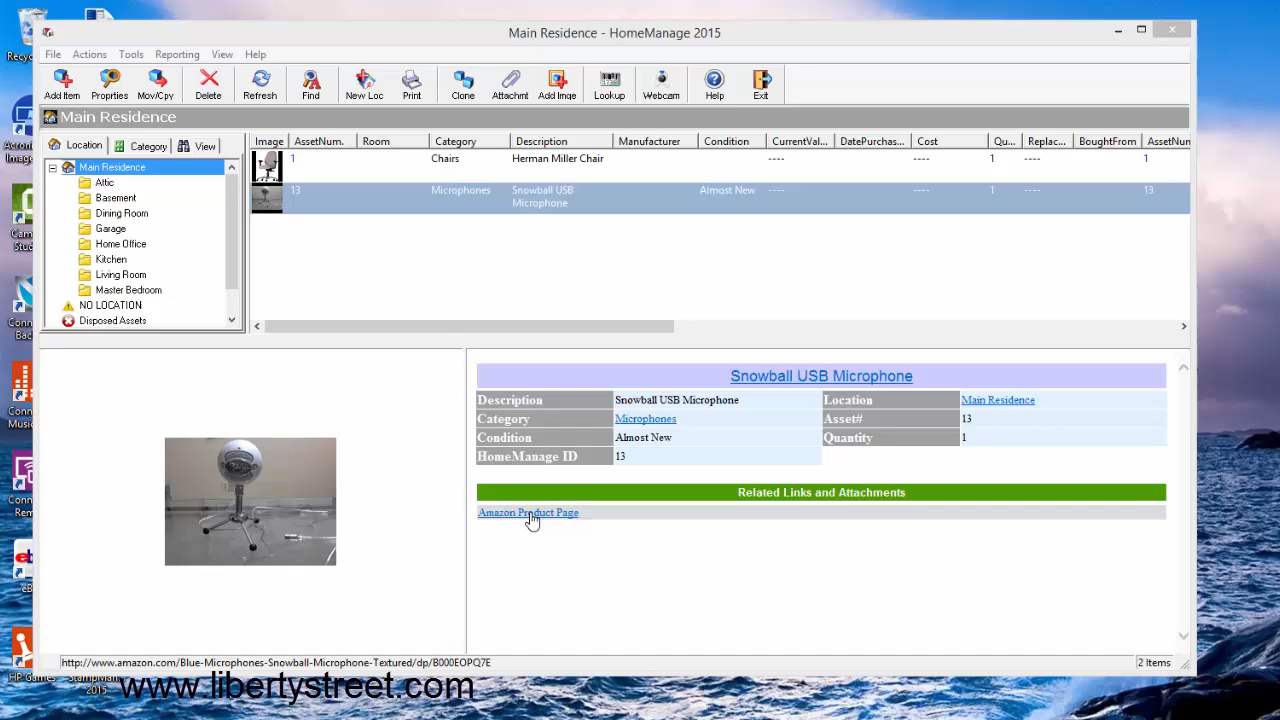 Main Residence - HomeManage 2015
File Actions Tools Reporting View Help
Add Item Proprties Mov/Cpy Delete Refresh Find New Loc Print Clone Attachmt Add Imge Lookup Webcam Help Exit
Main Residence
Location Category View
Image AssetNum. Room Category Description Manufacturer Condition CurrentVal... DatePurchas... Cost Qu... Replac... BoughtFrom AssetNum
1 Chairs Herman Miller Chair ---- ---- 1 ---- 1
13 Microphones Snowball USB Almost New ---- ---- 1 ---- 13
Microphone
Main Residence
Attic
Basement
Dining Room
Garage
Home Office
Kitchen
Living Room
Master Bedroom
NO LOCATION
Disposed Assets
Snowball USB Microphone
Description Snowball USB Microphone Location Main Residence
Category Microphones Asset# 13
Condition Almost New Quantity 1
HomeManage ID 13
Related Links and Attachments
Amazon Product Page
http://www.amazon.com/Blue-Microphones-Snowball-Microphone-Textured/dp/B000EOPQ7E
2 Items
HP Games
2015
www.libertystreet.com